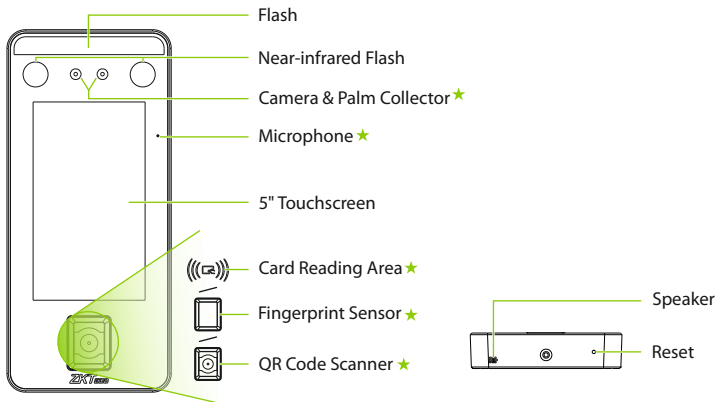 Flash
Near-infrared Flash
Camera & Palm Collector★
Microphone ★
5" Touchscreen
Card Reading Area★
Fingerprint Sensor★
QR Code Scanner★
Speaker
Reset
ZKTeco